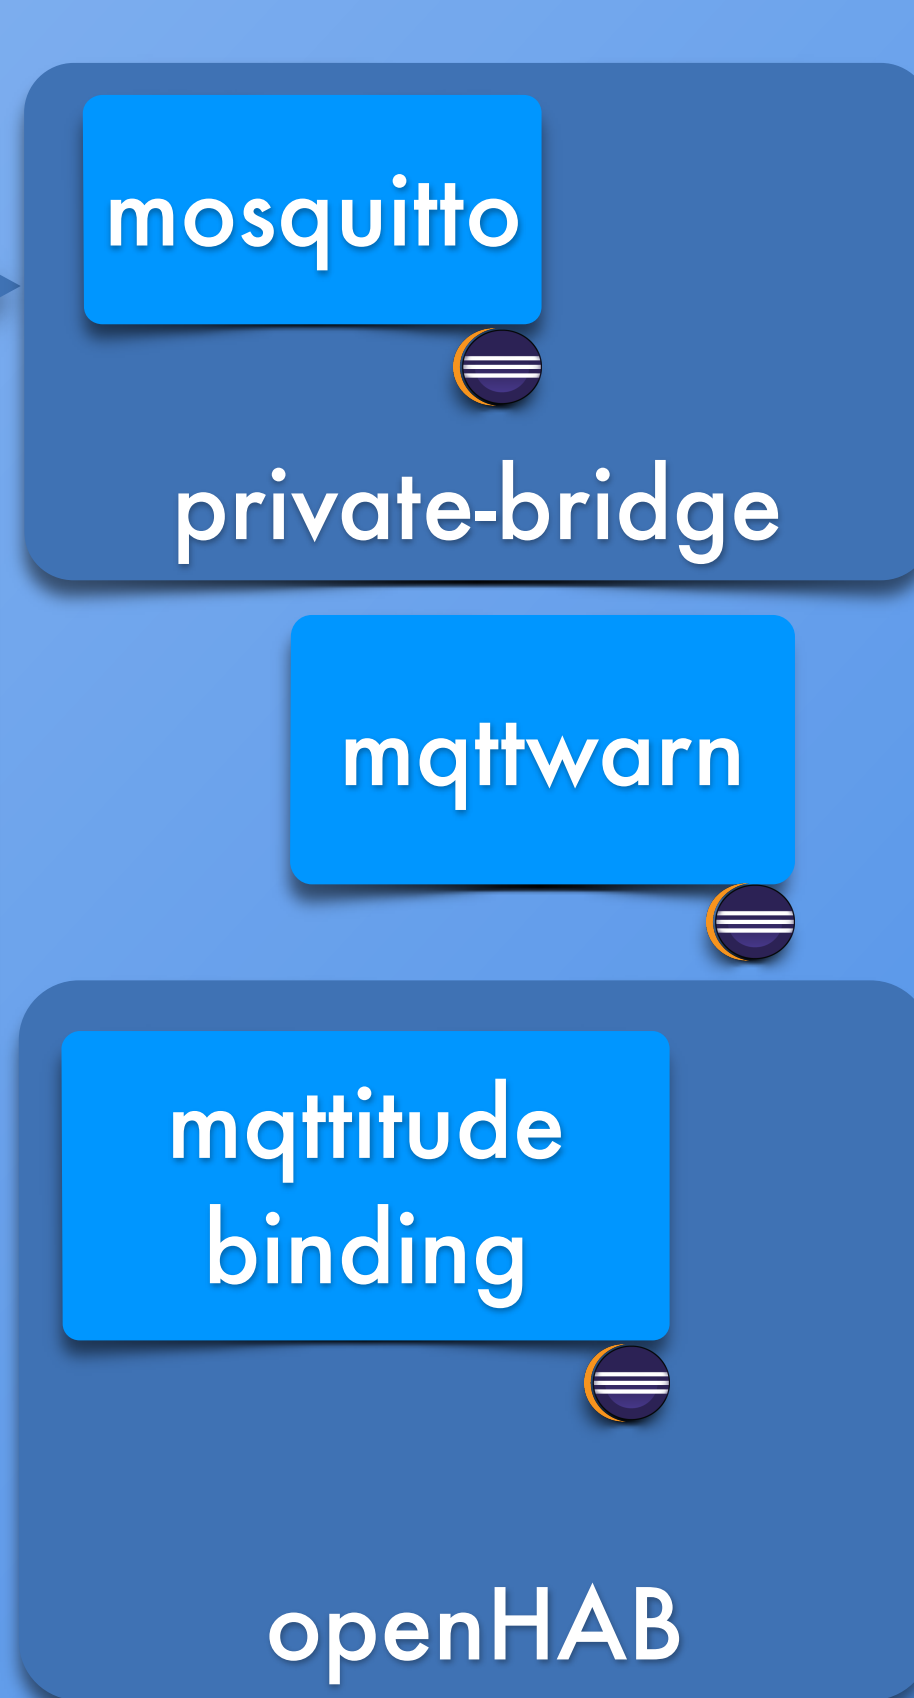 mosquitto
private-bridge
mqttwarn
mqttitude
binding
openHAB